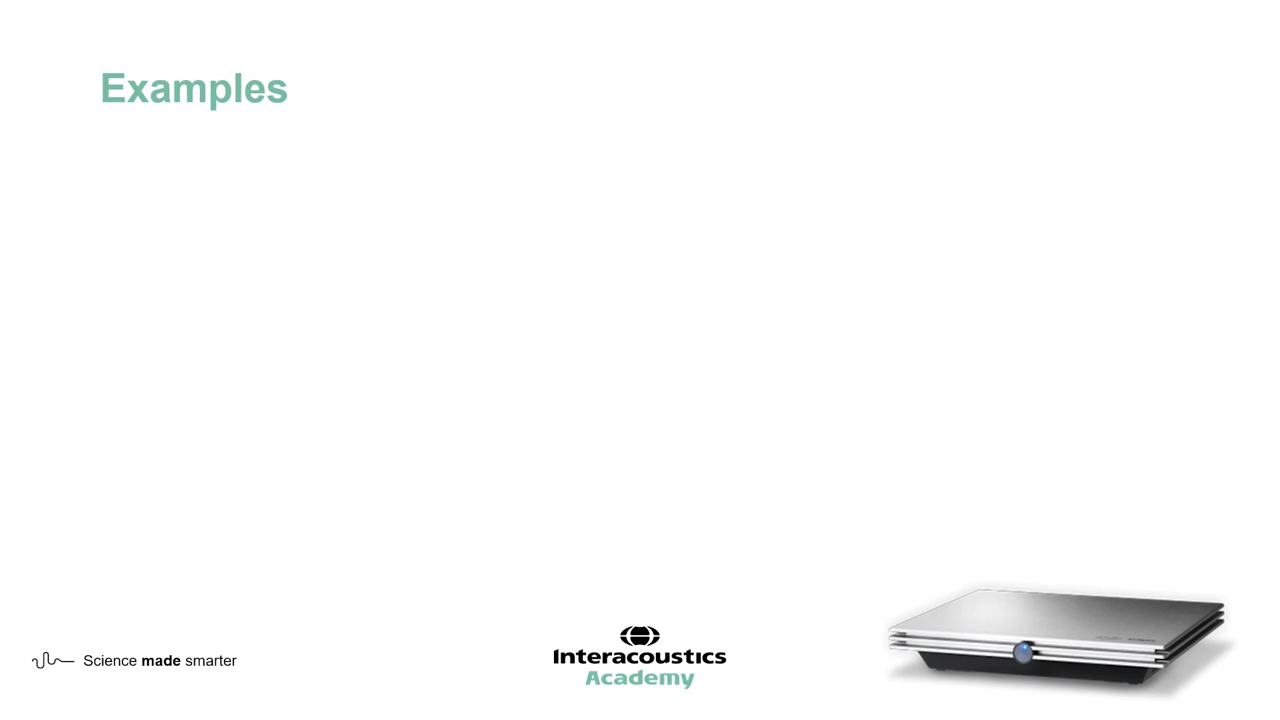 Examples
Science made smarter
Interacoustics
Academy